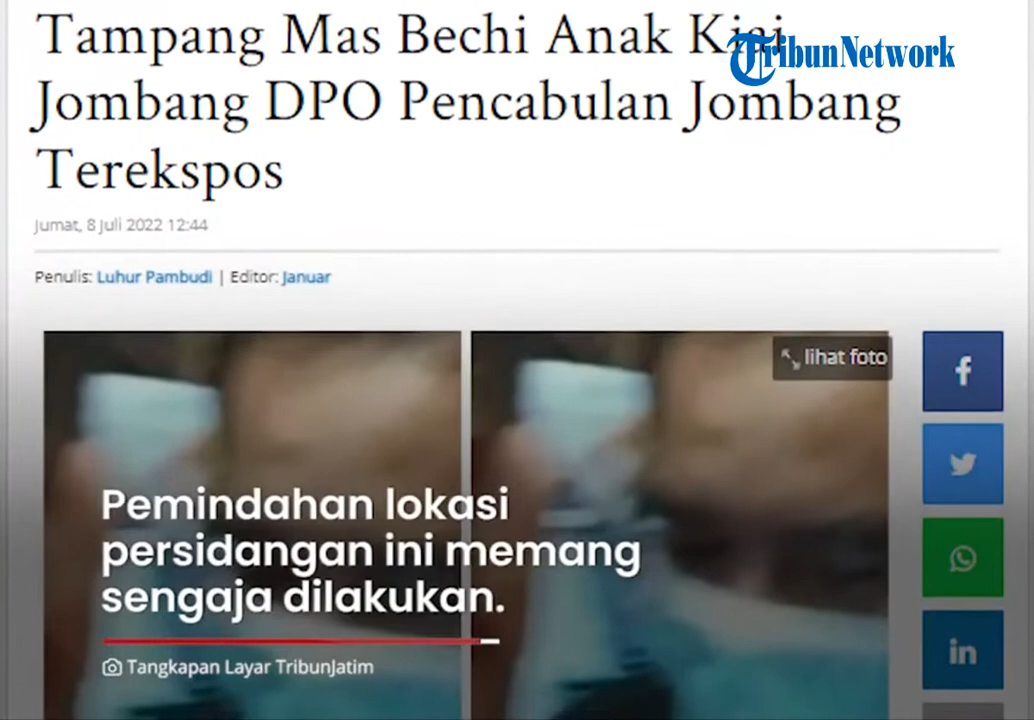 Tampang Mas Bechi Anak Kiai
TribunNetwork
Jombang DPO Pencabulan Jombang
Terekspos
Jumat, 8 Juli 2022 12:44
Penulis: Luhur Pambudi | Editor: Januar
lihat foto
Pemindahan lokasi
persidangan ini memang
sengaja dilakukan.
Tangkapan Layar TribunJatim